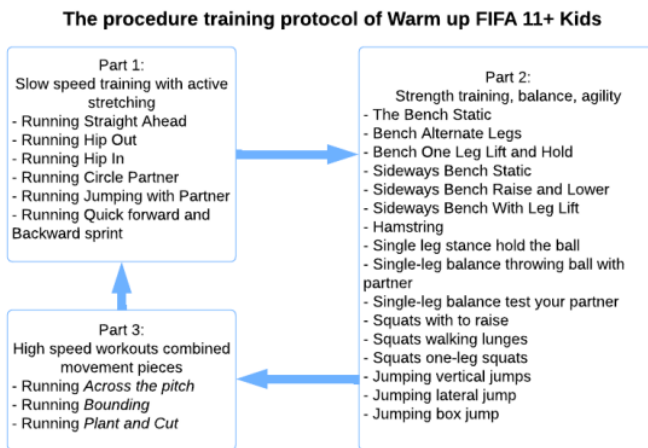 The procedure training protocol of Warm up FIFA 11+ Kids
Part 1:
Slow speed training with active
stretching
- Running Straight Ahead
- Running Hip Out
- Running Hip In
- Running Circle Partner
- Running Jumping with Partner
- Running Quick forward and
Backward sprint
Part 2:
Strength training, balance, agility
- The Bench Static
- Bench Alternate Legs
- Bench One Leg Lift and Hold
- Sideways Bench Static
- Sideways Bench Raise and Lower
- Sideways Bench With Leg Lift
- Hamstring
- Single leg stance hold the ball
- Single-leg balance throwing ball with
partner
- Single-leg balance test your partner
- Squats with to raise
- Squats walking lunges
- Squats one-leg squats
- Jumping vertical jumps
- Jumping lateral jump
- Jumping box jump
Part 3:
High speed workouts combined
movement pieces
- Running Across the pitch
- Running Bounding
- Running Plant and Cut